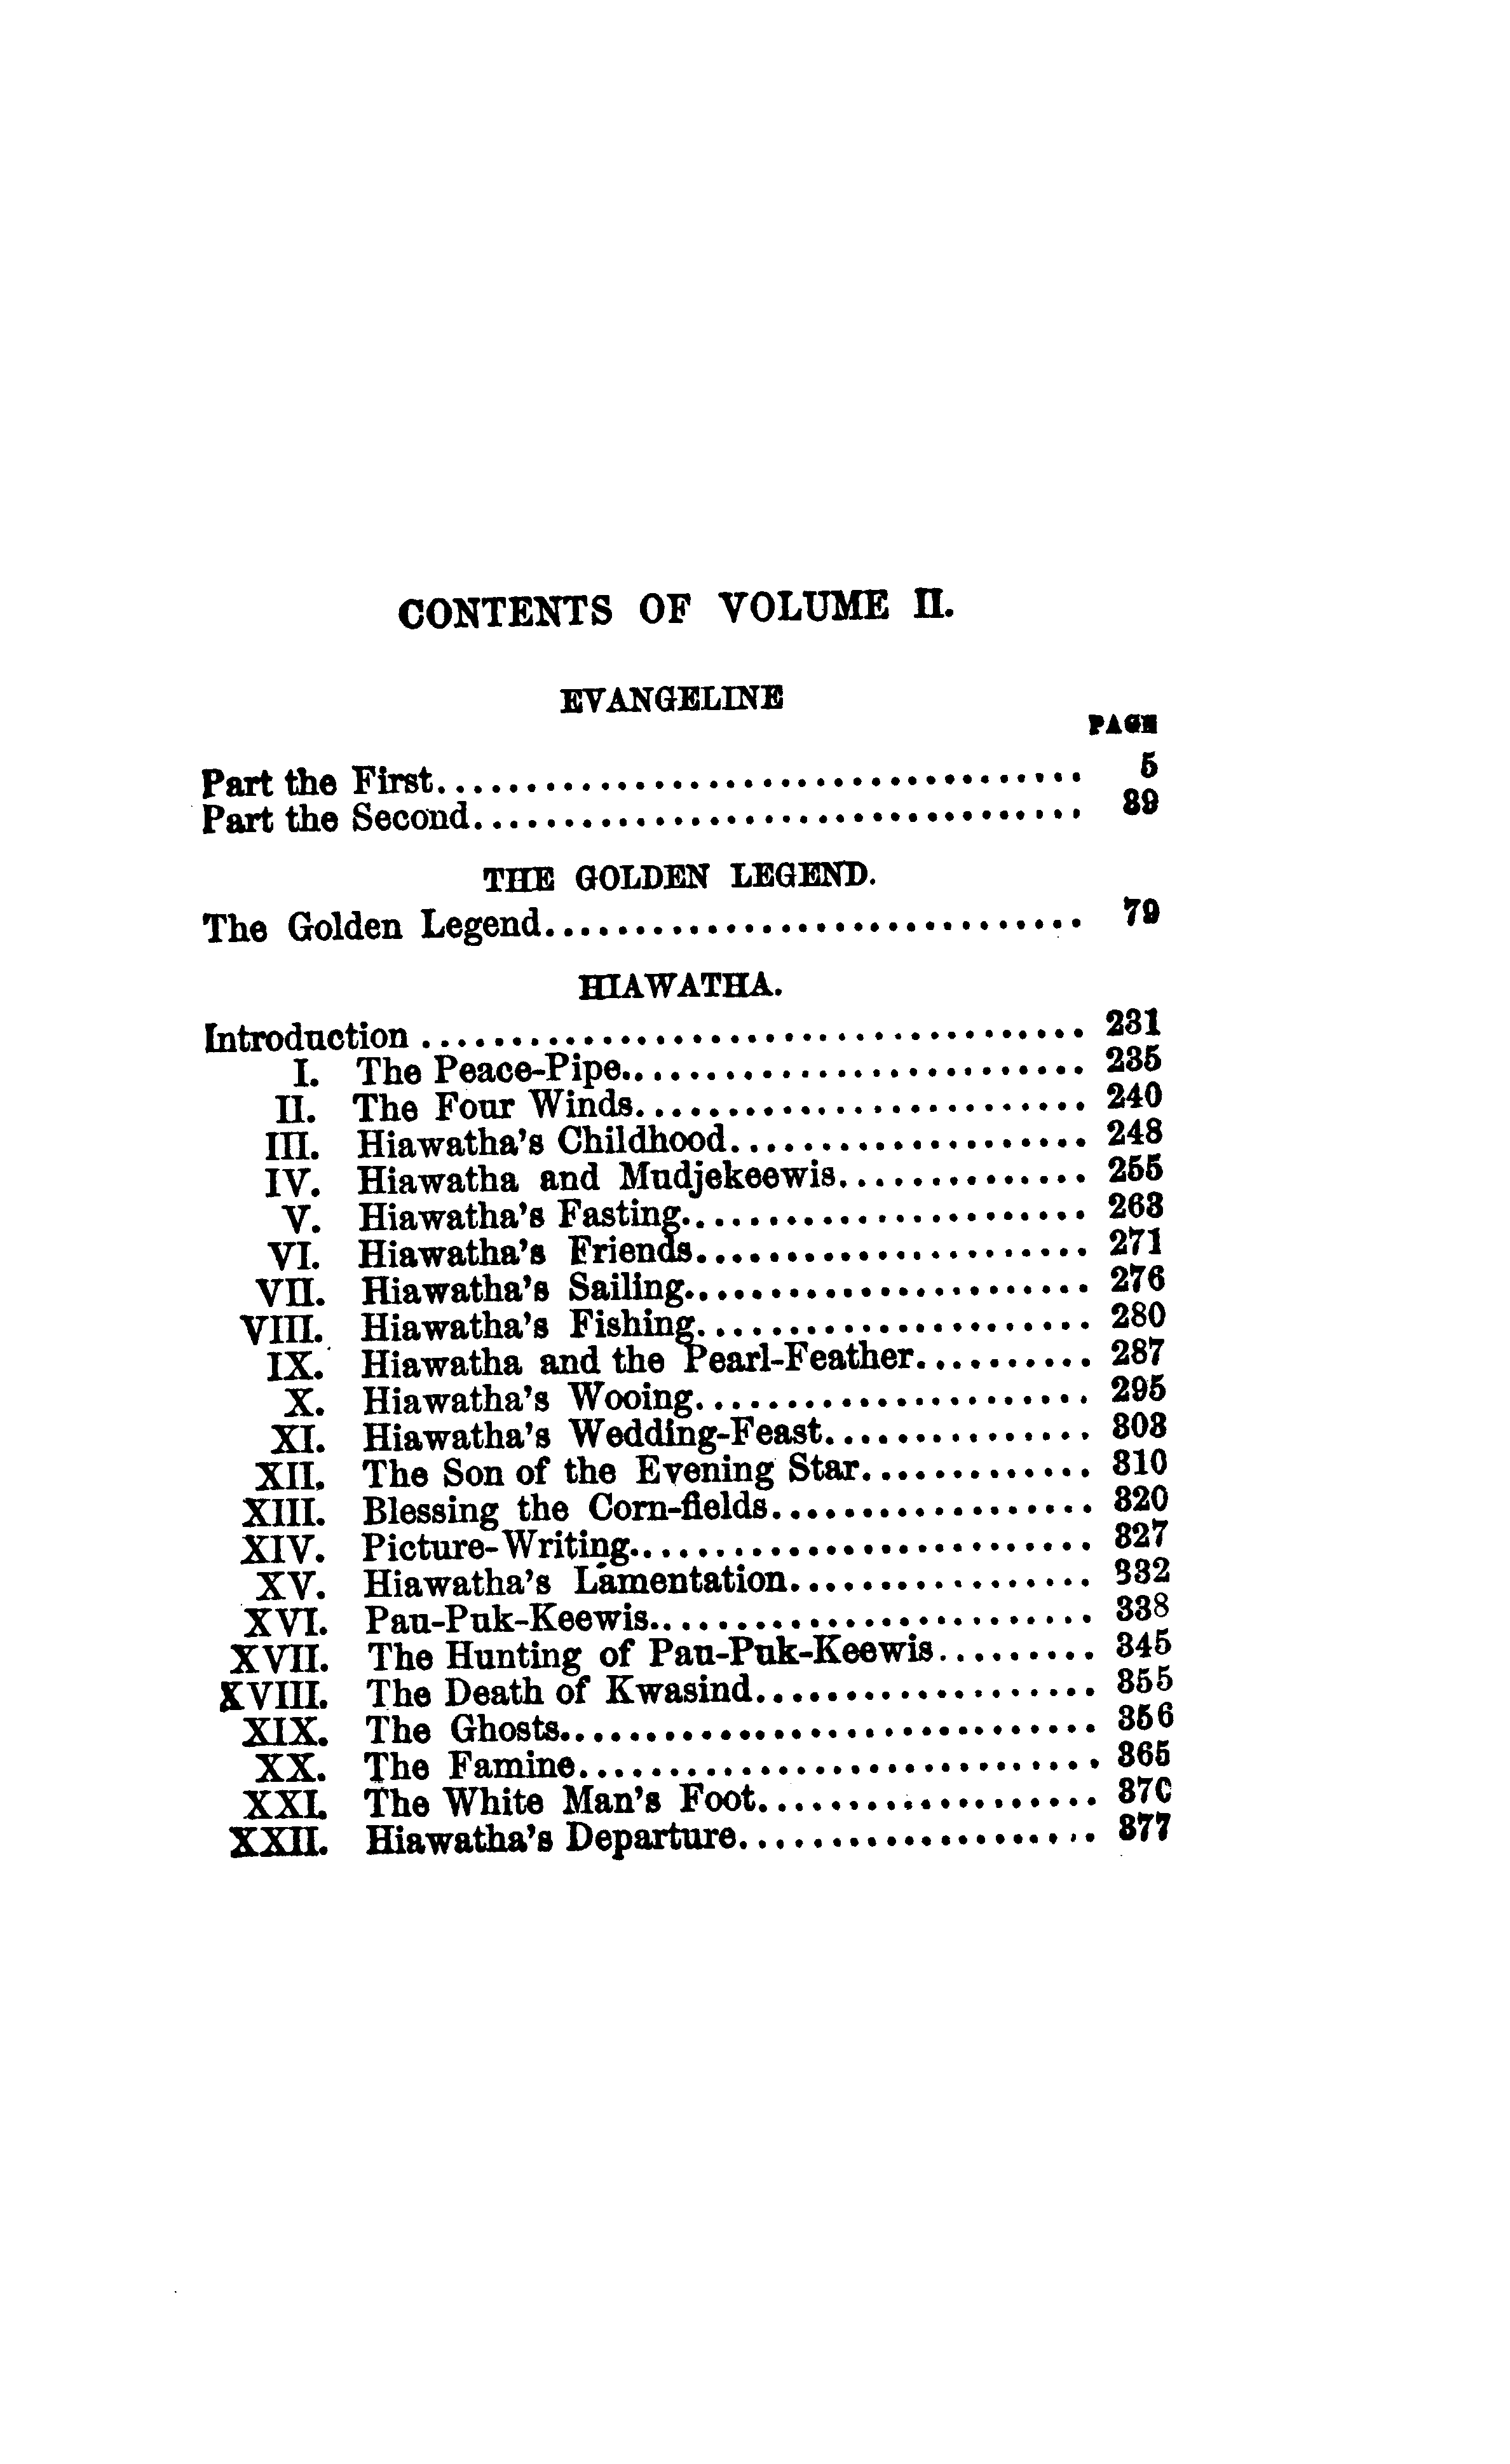 CONTENTS OF VOLUME II.
EVANGELINE
PAGE
Part the First.................................... 5
Part the Second.................................. 39
THE GOLDEN LEGEND.
The Golden Legend.............................. 79
HIAWATHA.
Introduction ..................................... 231
I. The Peace-Pipe.......................... 235
II. The Four Winds......................... 240
III. Hiawatha's Childhood.................... 248
IV. Hiawatha and Mudjekeewis.............. 255
V. Hiawatha's Fasting....................... 263
VI. Hiawatha's Friends...................... 271
VII. Hiawatha's Sailing....................... 276
VIII. Hiawatha's Fishing...................... 280
IX. Hiawatha and the Pearl-Feather.......... 287
X. Hiawatha's Wooing...................... 295
XI. Hiawatha's Wedding-Feast............... 303
XII. The Son of the Evening Star............. 310
XIII. Blessing the Corn-fields.................. 320
XIV. Picture-Writing.......................... 327
XV. Hiawatha's Lamentation................. 332
XVI. Pau-Puk-Keewis......................... 338
XVII. The Hunting of Pau-Puk-Keewis......... 345
XVIII. The Death of Kwasind................... 355
XIX. The Ghosts.............................. 356
XX. The Famine............................. 365
XXI. The White Man's Foot................... 370
XXII. Hiawatha's Departure.................... 377